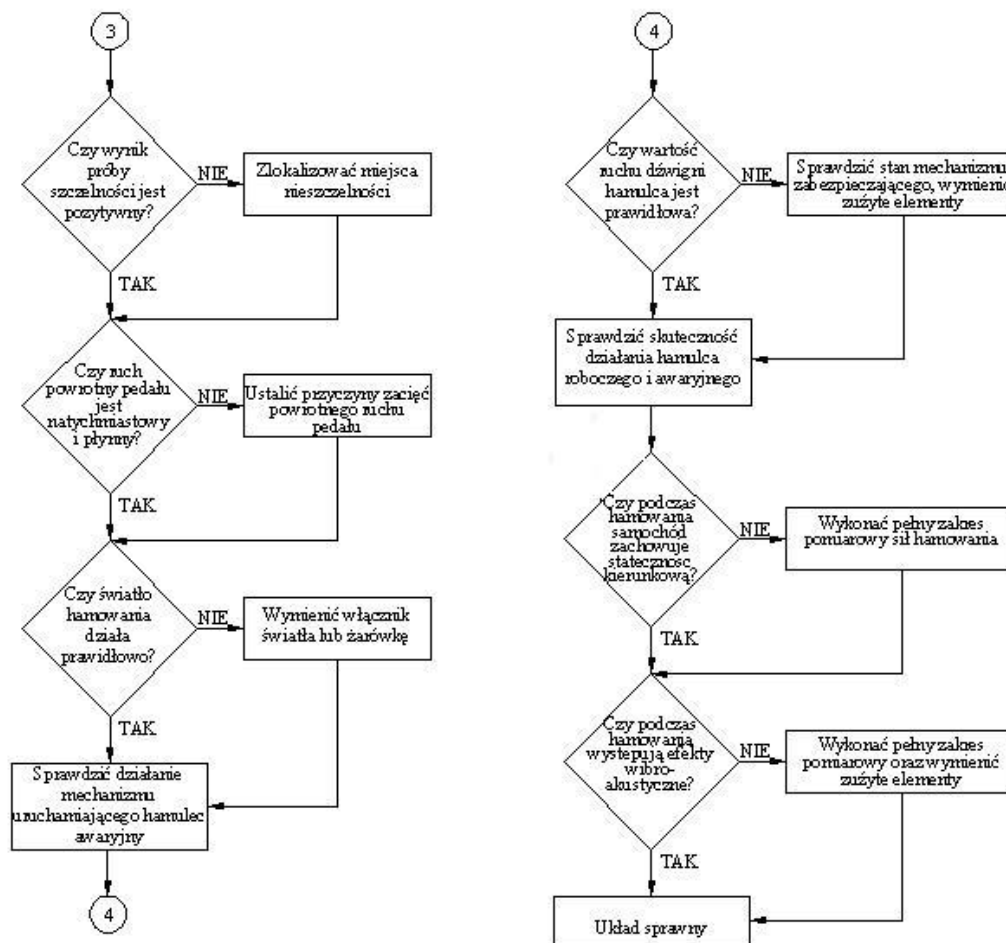 3
Czy wynik
próby
szczelności jest
pozytywny?
NIE
Zlokalizować miejsca
nieszczelności
TAK
Czy ruch
powrotny pedału
jest
natychmiastowy
i płynny?
NIE
Ustalić przyczyny zacięć
powrotnego ruchu
pedału
TAK
Czy światło
hamowania
działa
prawidłowo?
NIE
Wymienić włącznik
światła lub żarówkę
TAK
Sprawdzić działanie
mechanizmu
uruchamiającego hamulec
awaryjny
4
4
Czy wartość
ruchu dźwigni
hamulca jest
prawidłowa?
NIE
Sprawdzić stan mechanizmu
zabezpieczającego, wymienić
zużyte elementy
TAK
Sprawdzić skuteczność
działania hamulca
roboczego i awaryjnego
Czy podczas
hamowania
samochód
zachowuje
stateczność
kierunkową?
NIE
Wykonać pełny zakres
pomiarowy sił hamowania
TAK
Czy podczas
hamowania
wystepują efekty
wibro-
akustyczne?
NIE
Wykonać pełny zakres
pomiarowy oraz wymienić
zużyte elementy
TAK
Układ sprawny